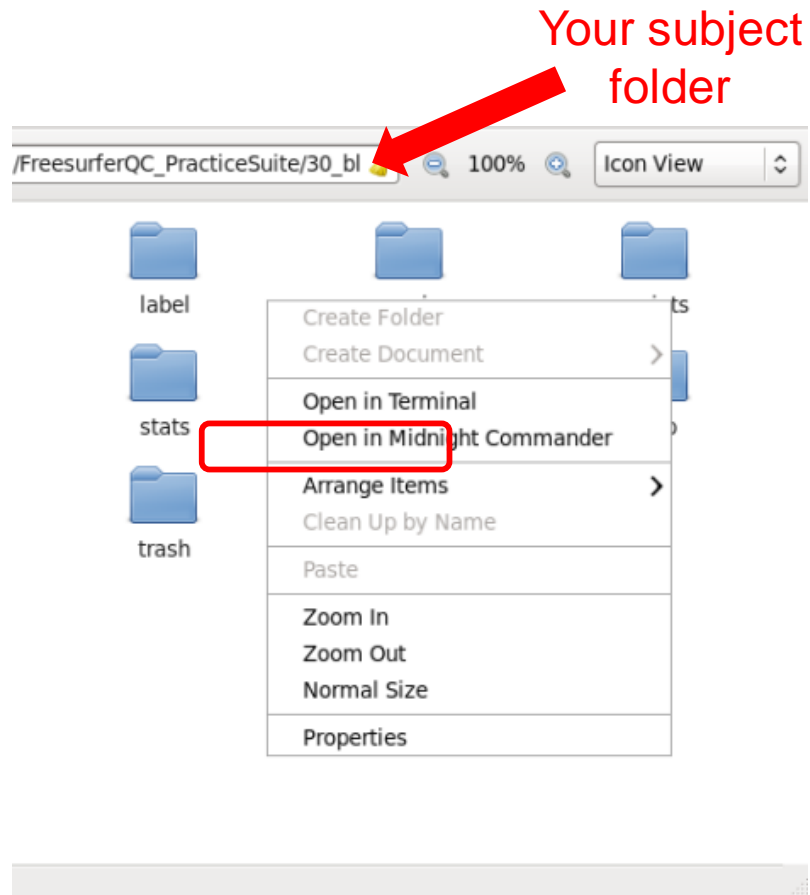 Your subject
folder
/FreesurferQC_PracticeSuite/30_bl 100% Icon View
label
stats
trash
Create Folder
Create Document
Open in Terminal
Open in Midnight Commander
Arrange Items
Clean Up by Name
Paste
Zoom In
Zoom Out
Normal Size
Properties